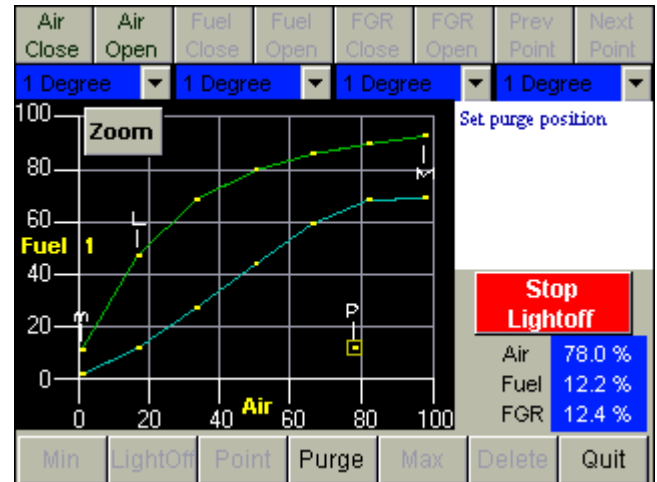 Air Close
Air Open
Fuel Close
Fuel Open
FGR Close
FGR Open
Prev Point
Next Point
1 Degree
1 Degree
1 Degree
1 Degree
100
Zoom
Set purge position
80
60
L
M
Fuel 1
40
Stop
Lightoff
20
P
Air 78.0 %
Fuel 12.2 %
0
FGR 12.4 %
0 20 40 Air 60 80 100
Min
LightOff
Point
Purge
Max
Delete
Quit